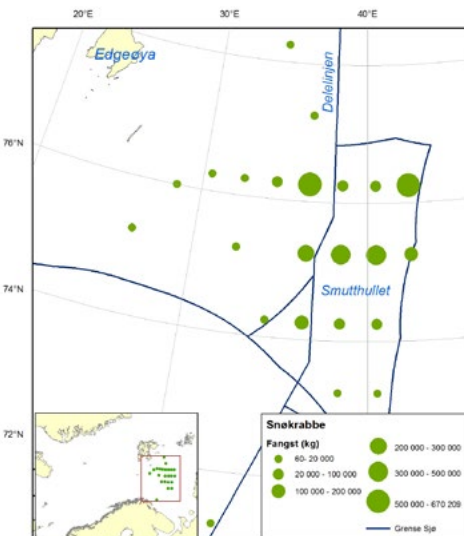 20°E 30°E 40°E
Edgeøya
Delelinjen
76°N
74°N
Smutthullet
72°N
Snøkrabbe
Fangst (kg)
60- 20 000
20 000 - 100 000
100 000 - 200 000
200 000 - 300 000
300 000 - 500 000
500 000 - 670 209
Grense Sjø